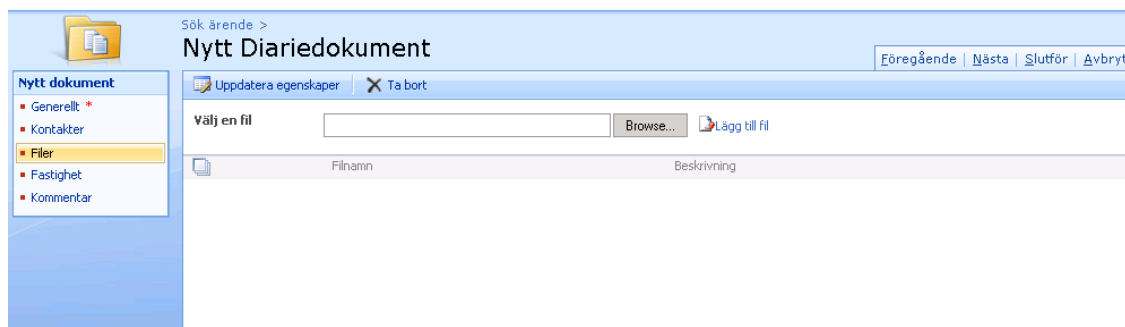 Sök ärende >
Nytt Diariedokument
Föregående | Nästa | Slutför | Avbryt
Nytt dokument
Generellt *
Kontakter
Filer
Fastighet
Kommentar
Uppdatera egenskaper Ta bort
Välj en fil Browse... Lägg till fil
Filnamn Beskrivning